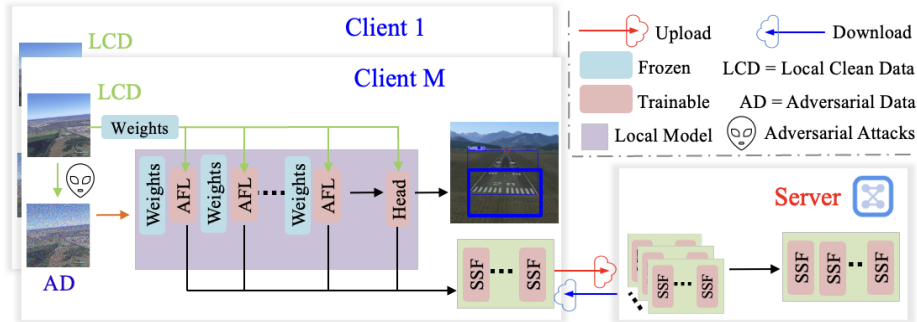 Client 1
LCD
Client M
LCD
Weights
Weights
AFL
Weights
AFL
Weights
AFL
Head
AD
SSF
SSF
Upload
Download
Frozen
LCD = Local Clean Data
Trainable
AD = Adversarial Data
Local Model
Adversarial Attacks
Server
SSF
SSF
SSF
SSF
SSF